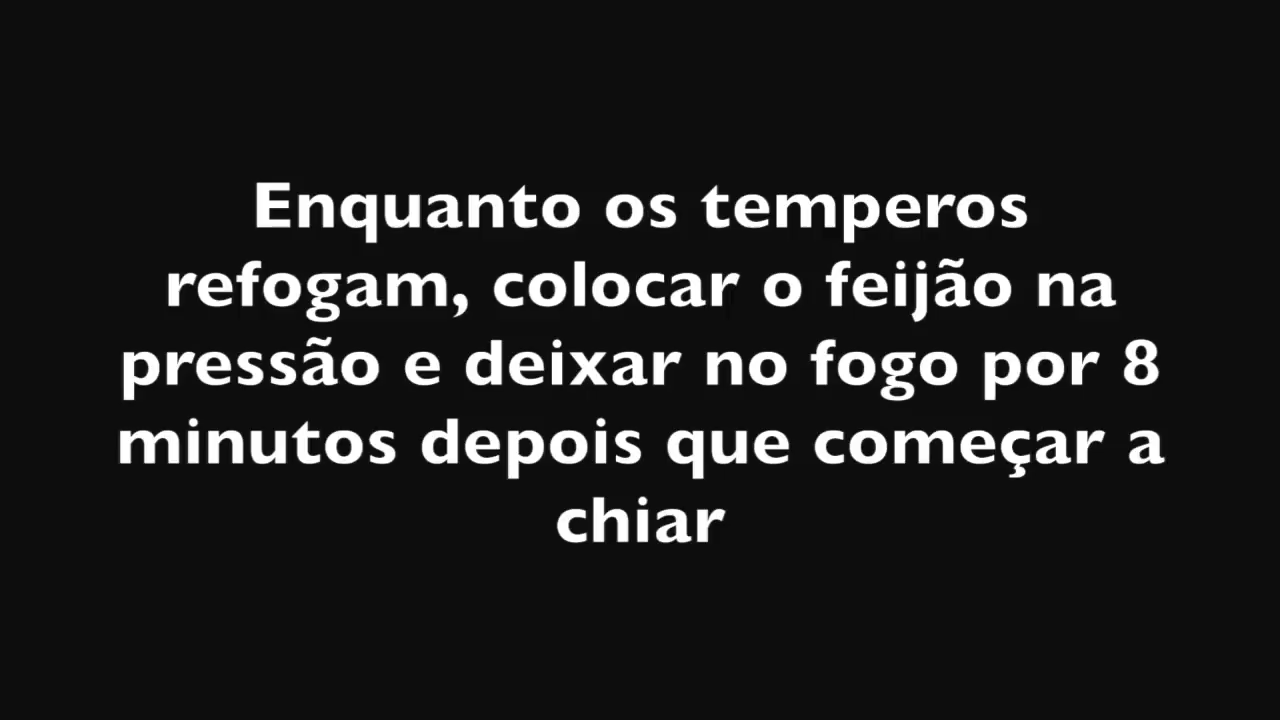 Enquanto os temperos
refogam, colocar o feijão na
pressão e deixar no fogo por 8
minutos depois que começar a
chiar